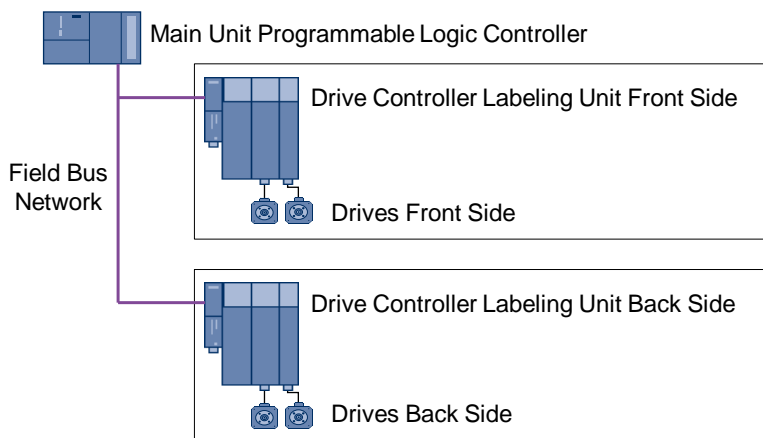 Main Unit Programmable Logic Controller
Drive Controller Labeling Unit Front Side
Field Bus
Network
Drives Front Side
Drive Controller Labeling Unit Back Side
Drives Back Side